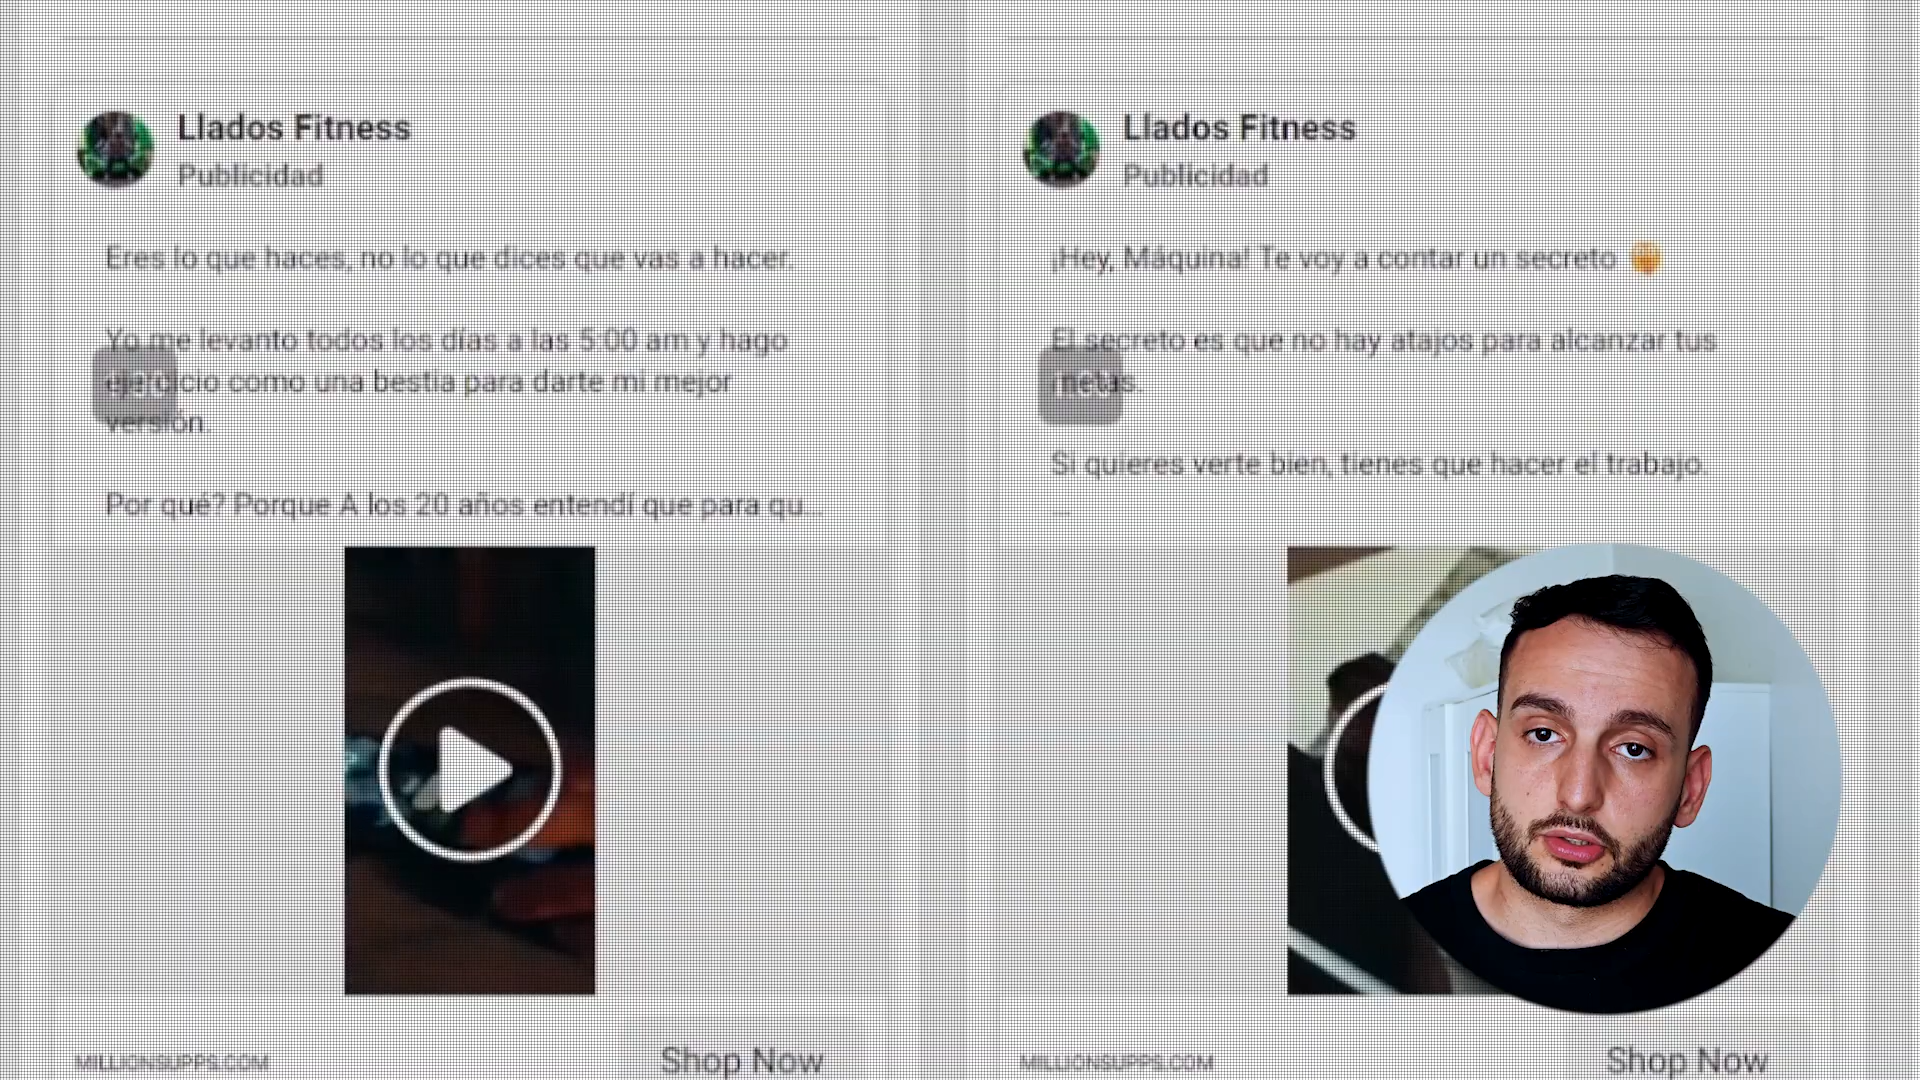 Llados Fitness
Publicidad
Eres lo que haces, no lo que dices que vas a hacer.
Yo me levanto todos los días a las 5:00 am y hago
ejercicio como una bestia para darte mi mejor
versión.
Por qué? Porque A los 20 años entendí que para qu...
MILLIONSUPPS.COM
Shop Now
Llados Fitness
Publicidad
¡Hey, Máquina! Te voy a contar un secreto
El secreto es que no hay atajos para alcanzar tus
metas.
Si quieres verte bien, tienes que hacer el trabajo.
...
MILLIONSUPPS.COM
Shop Now